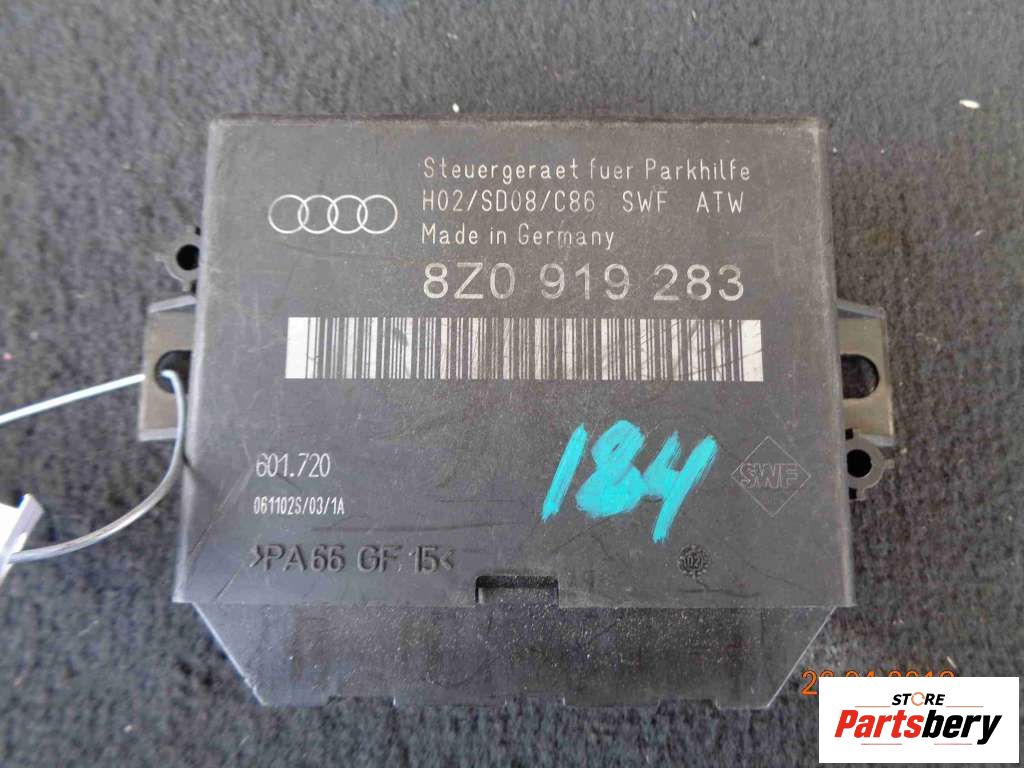 Steuergeraet fuer Parkhilfe
H02/SD08/C86 SWF ATW
Made in Germany
8Z0 919 283
184
601.720
SWF
061102S/03/1A
>PA66 GF 15<
STORE
Partsbery